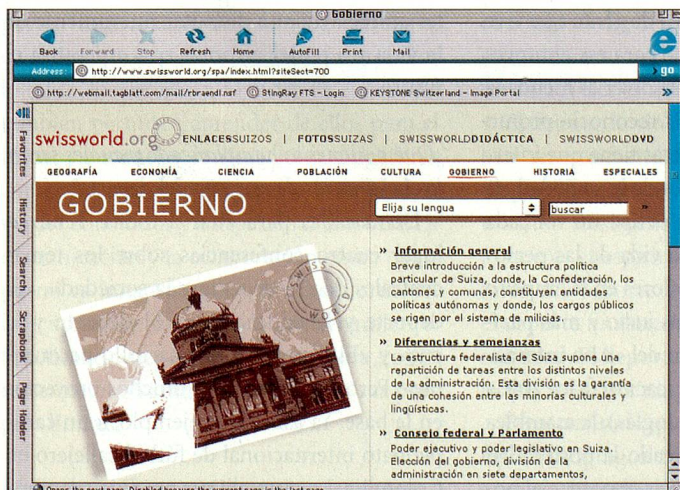 Gobierno
Back Forward Stop Refresh Home AutoFill Print Mail
Address: http://www.swissworld.org/spa/index.html?siteSect=700 go
http://webmail.tagblatt.com/mail/rbraendl.nsf StingRay FTS - Login KEYSTONE Switzerland - Image Portal
Favorites
History
Search
Scrapbook
Page Holder
swissworld.org ENLACESSUIZOS | FOTOSSUIZAS | SWISSWORLDDIDÁCTICA | SWISSWORLDDVD
GEOGRAFÍA ECONOMÍA CIENCIA POBLACIÓN CULTURA GOBIERNO HISTORIA ESPECIALES
GOBIERNO Elija su lengua buscar »
SWISS WORLD
» Información general
Breve introducción a la estructura política
particular de Suiza, donde, la Confederación, los
cantones y comunas, constituyen entidades
políticas autónomas y donde, los cargos públicos
se rigen por el sistema de milicias.
» Diferencias y semejanzas
La estructura federalista de Suiza supone una
repartición de tareas entre los distintos niveles
de la administración. Esta división es la garantía
de una cohesión entre las minorías culturales y
lingüísticas.
» Consejo federal y Parlamento
Poder ejecutivo y poder legislativo en Suiza.
Elección del gobierno, división de la
administración en siete departamentos,